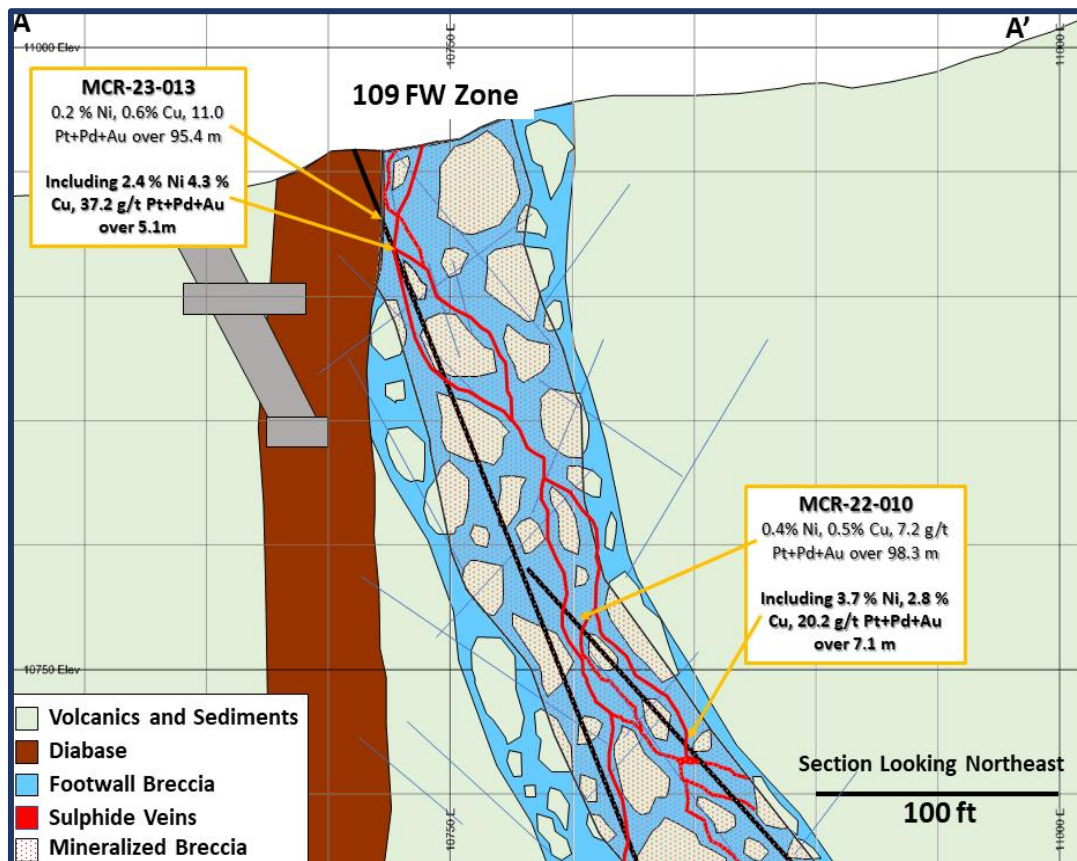 A
A’
11000 Elev
10750 E
11000 E
MCR-23-013
0.2 % Ni, 0.6% Cu, 11.0
Pt+Pd+Au over 95.4 m
Including 2.4 % Ni 4.3 %
Cu, 37.2 g/t Pt+Pd+Au
over 5.1m
109 FW Zone
MCR-22-010
0.4% Ni, 0.5% Cu, 7.2 g/t
Pt+Pd+Au over 98.3 m
Including 3.7 % Ni, 2.8 %
Cu, 20.2 g/t Pt+Pd+Au
over 7.1 m
10750 Elev
Volcanics and Sediments
Diabase
Footwall Breccia
Sulphide Veins
Mineralized Breccia
Section Looking Northeast
100 ft
10750 E
11000 E